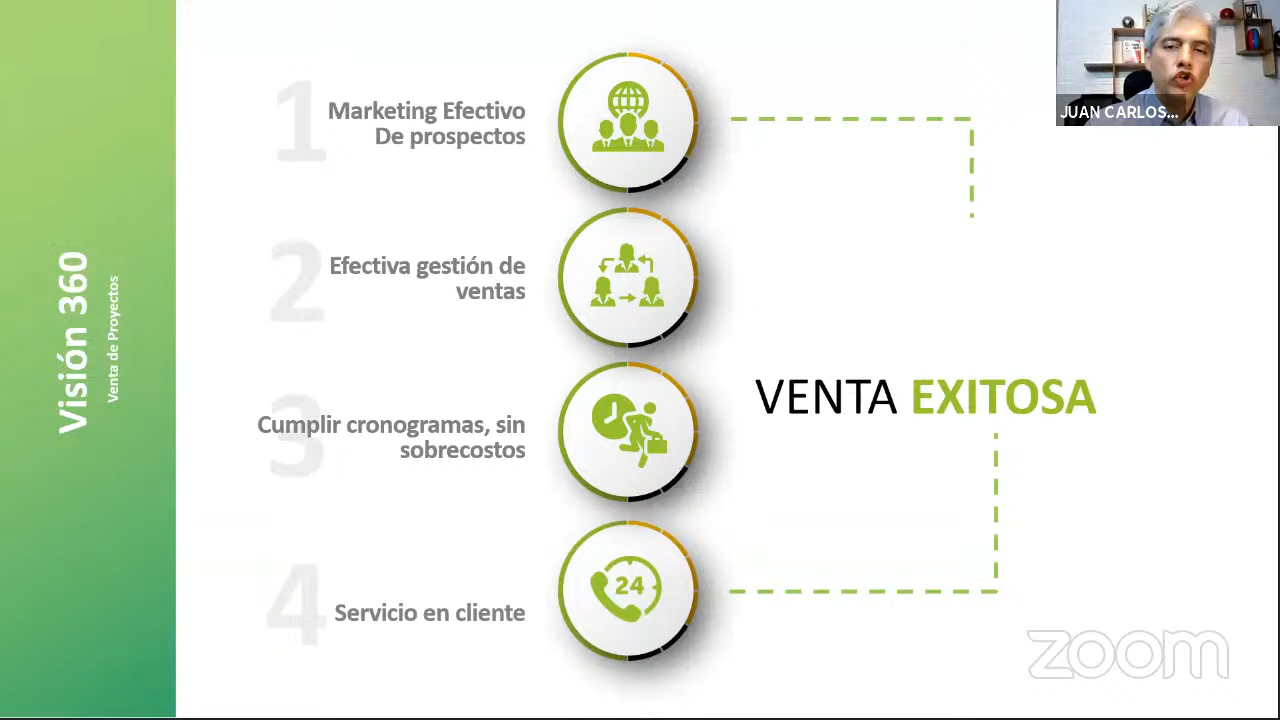 Visión 360
Venta de Proyectos
1
Marketing Efectivo
De prospectos
2
Efectiva gestión de
ventas
3
Cumplir cronogramas, sin
sobrecostos
4
Servicio en cliente
24
VENTA EXITOSA
JUAN CARLOS...
zoom